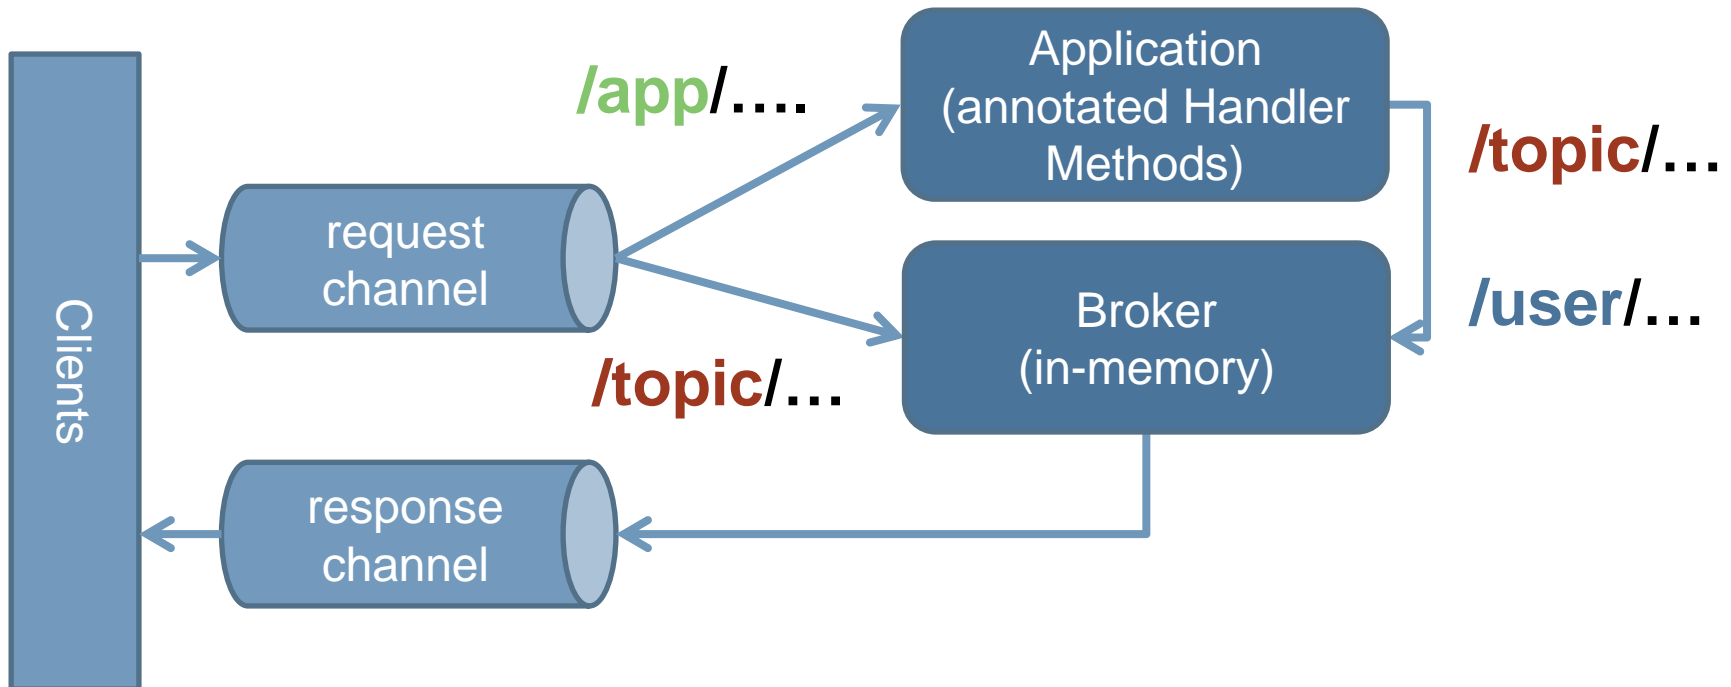 Application
(annotated Handler
Methods)
/app/….
/topic/…
request
channel
Broker
(in-memory)
/user/…
/topic/…
Clients
response
channel